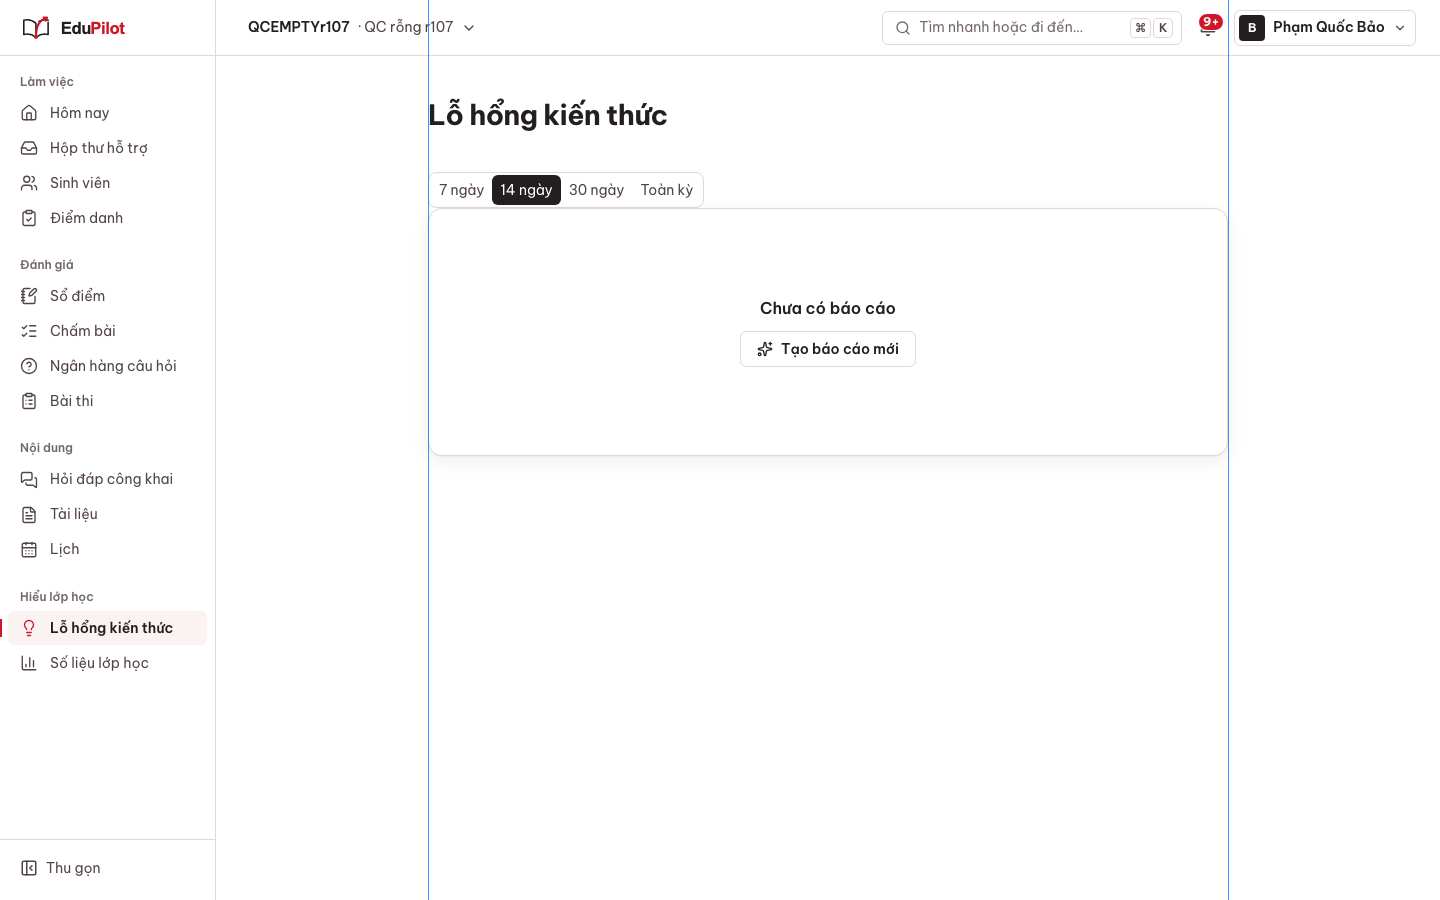 EduPilot
QCEMPTYr107 · QC rỗng r107
Tìm nhanh hoặc đi đến... ⌘ K
9+
B Phạm Quốc Bảo
Làm việc
Hôm nay
Hộp thư hỗ trợ
Sinh viên
Điểm danh
Đánh giá
Sổ điểm
Chấm bài
Ngân hàng câu hỏi
Bài thi
Nội dung
Hỏi đáp công khai
Tài liệu
Lịch
Hiểu lớp học
Lỗ hổng kiến thức
Số liệu lớp học
Thu gọn
Lỗ hổng kiến thức
7 ngày 14 ngày 30 ngày Toàn kỳ
Chưa có báo cáo
Tạo báo cáo mới